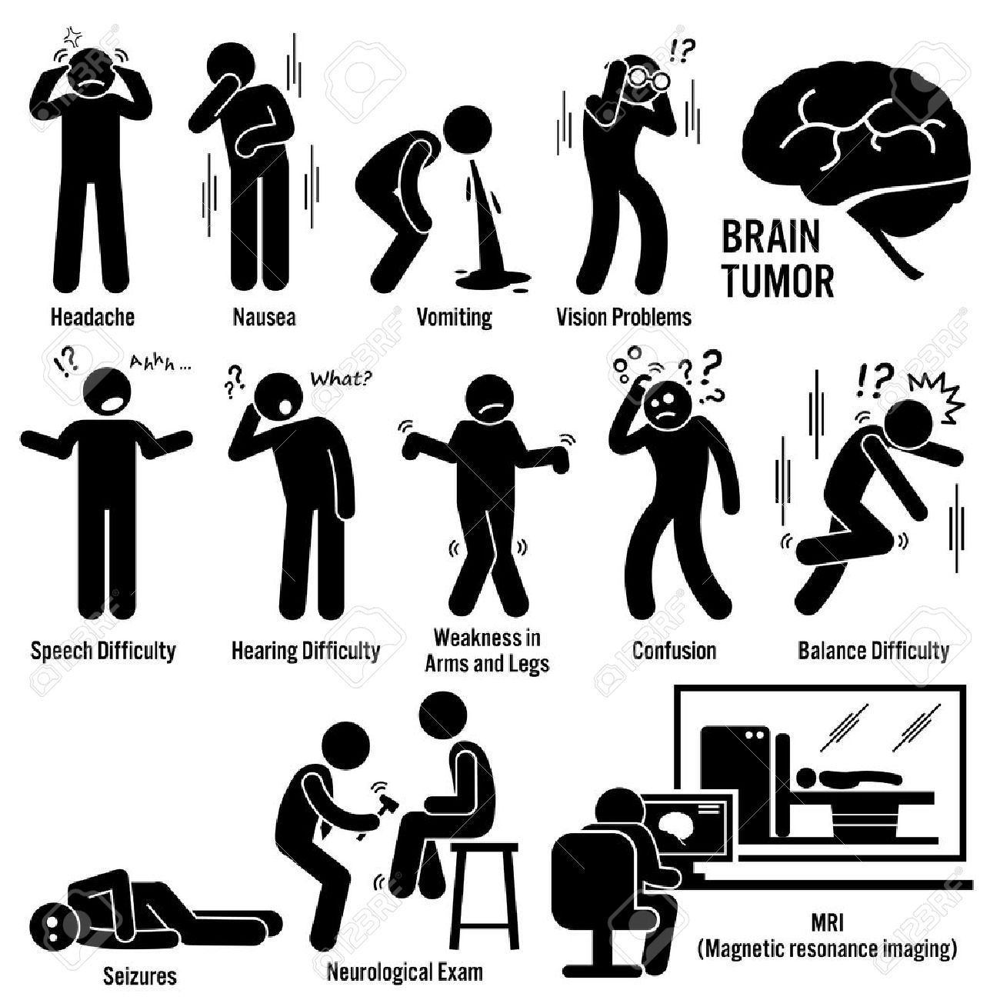 !?
BRAIN
TUMOR
Headache
Nausea
Vomiting
Vision Problems
!?
Ahhh...
??
?
What?
???
!?
Speech Difficulty
Hearing Difficulty
Weakness in
Arms and Legs
Confusion
Balance Difficulty
Seizures
Neurological Exam
MRI
(Magnetic resonance imaging)
123RF